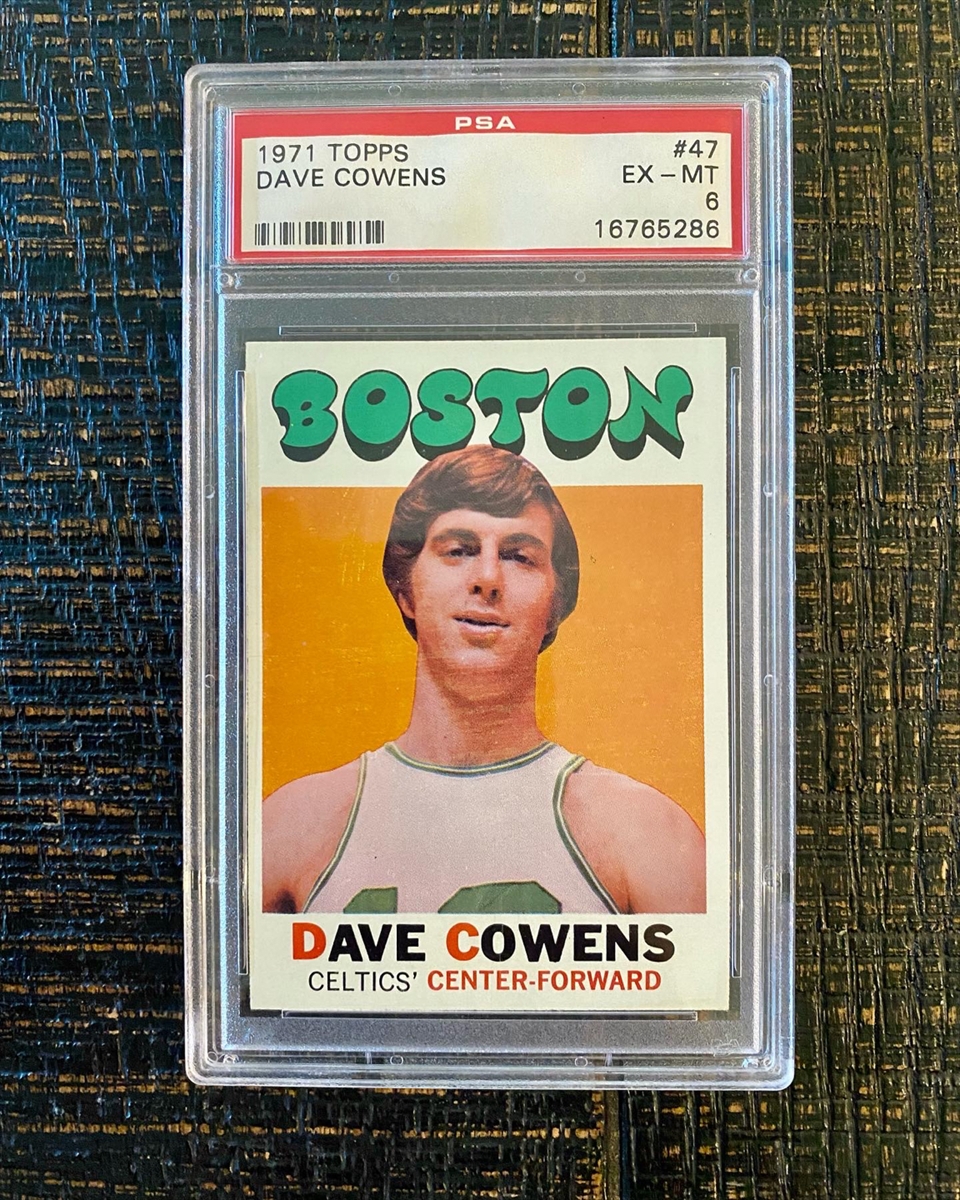 PSA
1971 TOPPS #47
DAVE COWENS EX-MT
6
16765286
BOSTON
DAVE COWENS
CELTICS' CENTER-FORWARD